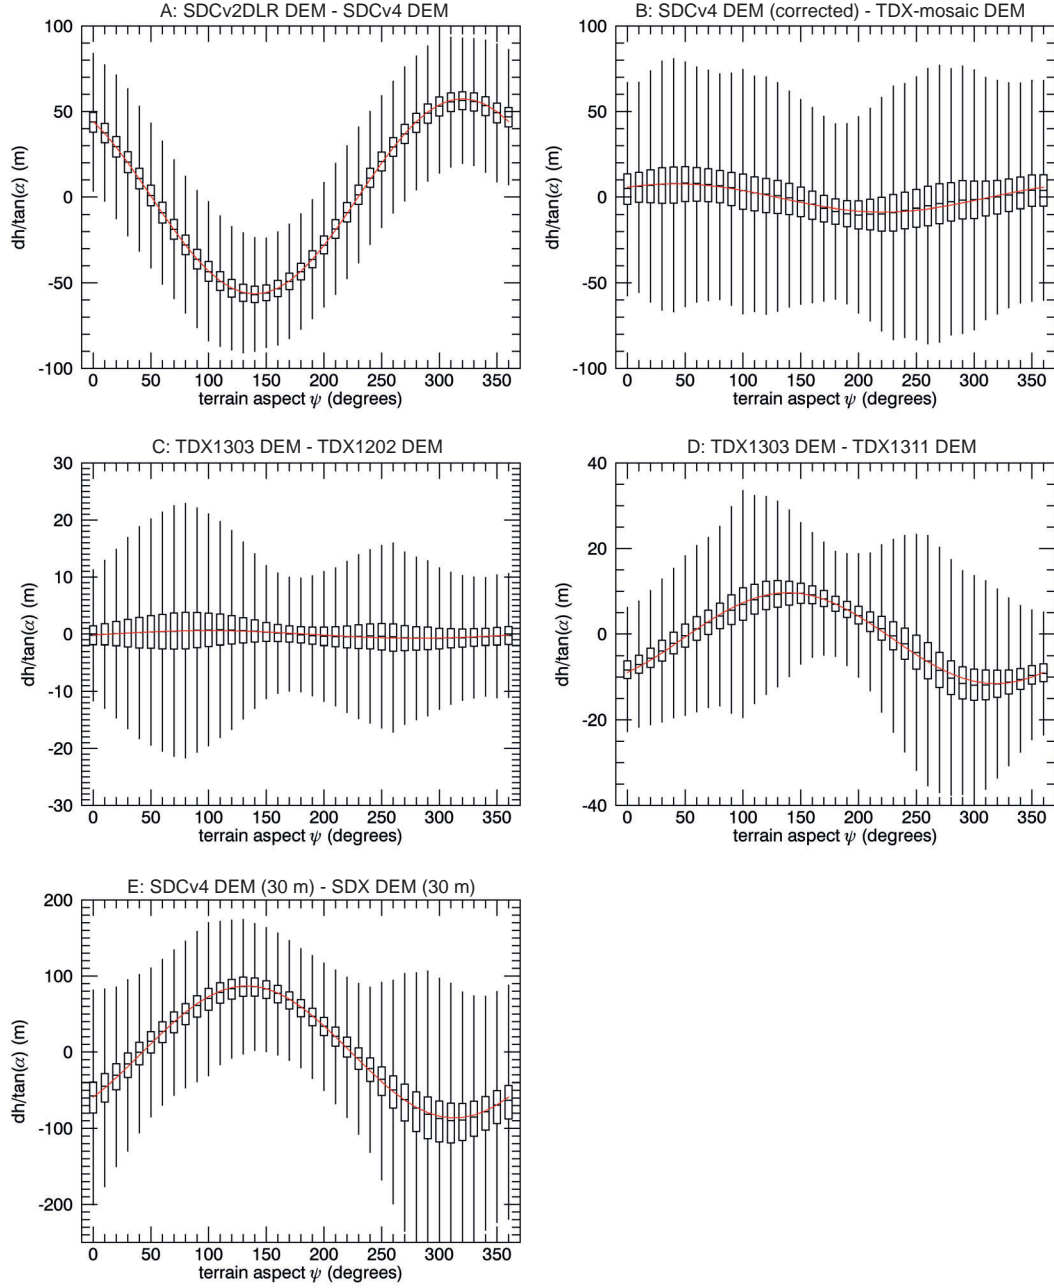 A: SDCv2DLR DEM - SDCv4 DEM
100
50
0
-50
-100
dh/tan(α) (m)
0 50 100 150 200 250 300 350
terrain aspect ψ (degrees)
B: SDCv4 DEM (corrected) - TDX-mosaic DEM
100
50
0
-50
-100
dh/tan(α) (m)
0 50 100 150 200 250 300 350
terrain aspect ψ (degrees)
C: TDX1303 DEM - TDX1202 DEM
30
20
10
0
-10
-20
-30
dh/tan(α) (m)
0 50 100 150 200 250 300 350
terrain aspect ψ (degrees)
D: TDX1303 DEM - TDX1311 DEM
40
20
0
-20
-40
dh/tan(α) (m)
0 50 100 150 200 250 300 350
terrain aspect ψ (degrees)
E: SDCv4 DEM (30 m) - SDX DEM (30 m)
200
100
0
-100
-200
dh/tan(α) (m)
0 50 100 150 200 250 300 350
terrain aspect ψ (degrees)